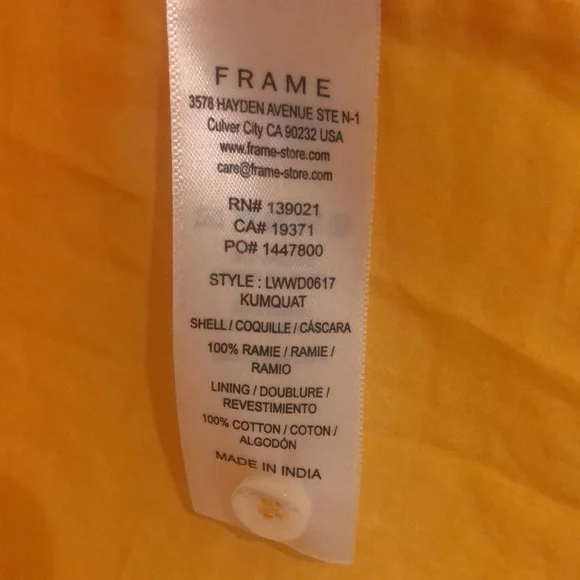 FRAME
3578 HAYDEN AVENUE STE N-1
Culver City CA 90232 USA
www.frame-store.com
care@frame-store.com
RN# 139021
CA# 19371
PO# 1447800
STYLE : LWWD0617
KUMQUAT
SHELL / COQUILLE / CÁSCARA
100% RAMIE / RAMIE /
RAMIO
LINING / DOUBLURE /
REVESTIMIENTO
100% COTTON / COTON /
ALGODÓN
MADE IN INDIA